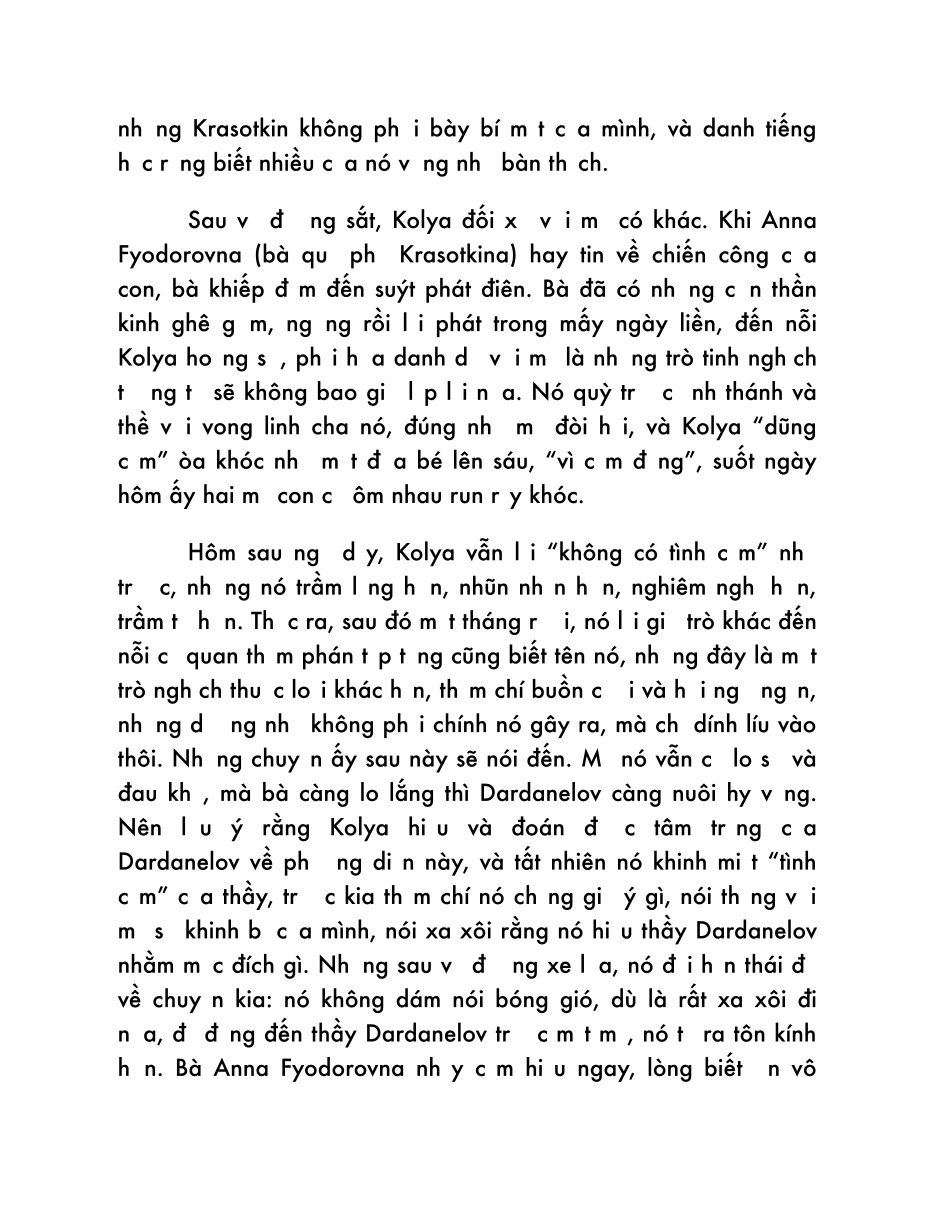 nh ng Krasotkin không ph i bày bí m t c a mình, và danh tiếng
h c r ng biết nhiều c a nó v ng nh bàn th ch.
Sau v đ ng sắt, Kolya đối x v i m có khác. Khi Anna
Fyodorovna (bà qu ph Krasotkina) hay tin về chiến công c a
con, bà khiếp đ m đến suýt phát điên. Bà đã có nh ng c n thần
kinh ghê g m, ng ng rồi l i phát trong mấy ngày liền, đến nỗi
Kolya ho ng s , ph i h a danh d v i m là nh ng trò tinh ngh ch
t ng t sẽ không bao gi l p l i n a. Nó quỳ tr c nh thánh và
thề v i vong linh cha nó, đúng nh m đòi h i, và Kolya “dũng
c m” òa khóc nh m t đ a bé lên sáu, “vì c m đ ng”, suốt ngày
hôm ấy hai m con c ôm nhau run r y khóc.
Hôm sau ng d y, Kolya vẫn l i “không có tình c m” nh
tr c, nh ng nó trầm l ng h n, nhũn nh n h n, nghiêm ngh h n,
trầm t h n. Th c ra, sau đó m t tháng r i, nó l i gi trò khác đến
nỗi c quan th m phán t p t ng cũng biết tên nó, nh ng đây là m t
trò ngh ch thu c lo i khác h n, th m chí buồn c i và h i ng ng n,
nh ng d ng nh không ph i chính nó gây ra, mà ch dính líu vào
thôi. Nh ng chuy n ấy sau này sẽ nói đến. M nó vẫn c lo s và
đau kh , mà bà càng lo lắng thì Dardanelov càng nuôi hy v ng.
Nên l u ý rằng Kolya hi u và đoán đ c tâm tr ng c a
Dardanelov về ph ng di n này, và tất nhiên nó khinh mi t “tình
c m” c a thầy, tr c kia th m chí nó ch ng gi ý gì, nói th ng v i
m s khinh b c a mình, nói xa xôi rằng nó hi u thầy Dardanelov
nhằm m c đích gì. Nh ng sau v đ ng xe l a, nó đ i h n thái đ
về chuy n kia: nó không dám nói bóng gió, dù là rất xa xôi đi
n a, đ đ ng đến thầy Dardanelov tr c m t m , nó t ra tôn kính
h n. Bà Anna Fyodorovna nh y c m hi u ngay, lòng biết n vô